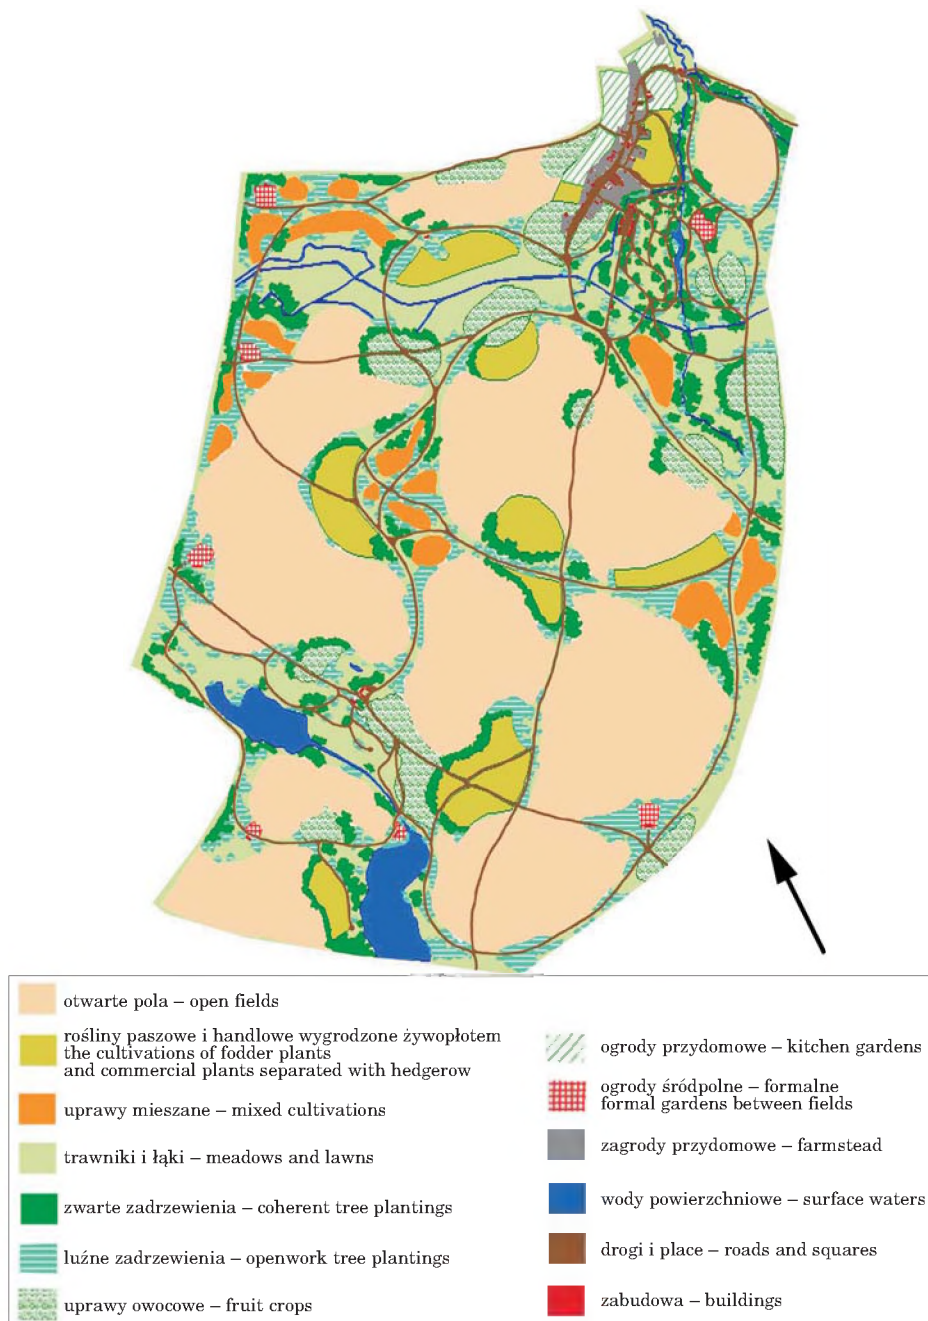 otwarte pola – open fields
rośliny paszowe i handlowe wygrodzone żywopłotem
the cultivations of fodder plants
and commercial plants separated with hedgerow
uprawy mieszane – mixed cultivations
trawniki i łąki – meadows and lawns
zwarte zadrzewienia – coherent tree plantings
luźne zadrzewienia – openwork tree plantings
uprawy owocowe – fruit crops
ogrody przydomowe – kitchen gardens
ogrody śródpolne – formalne
formal gardens between fields
zagrody przydomowe – farmstead
wody powierzchniowe – surface waters
drogi i place – roads and squares
zabudowa – buildings